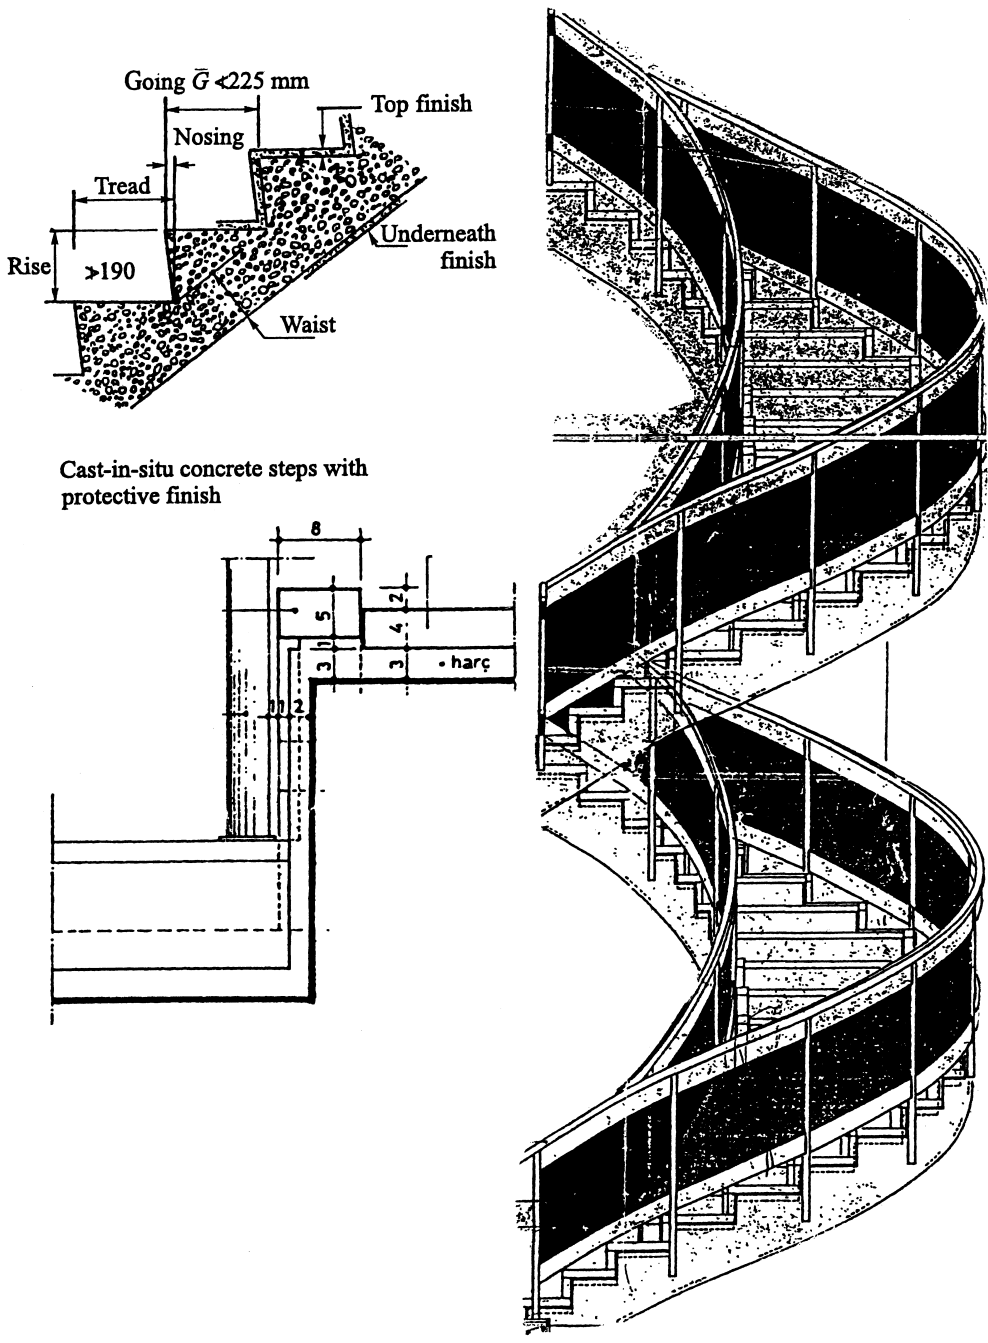 Going G̅ ≮225 mm
Top finish
Nosing
Tread
Rise
≯190
Underneath
finish
Waist
Cast-in-situ concrete steps with
protective finish
8
5
2
4
1
3
3
• harç
1 1 2